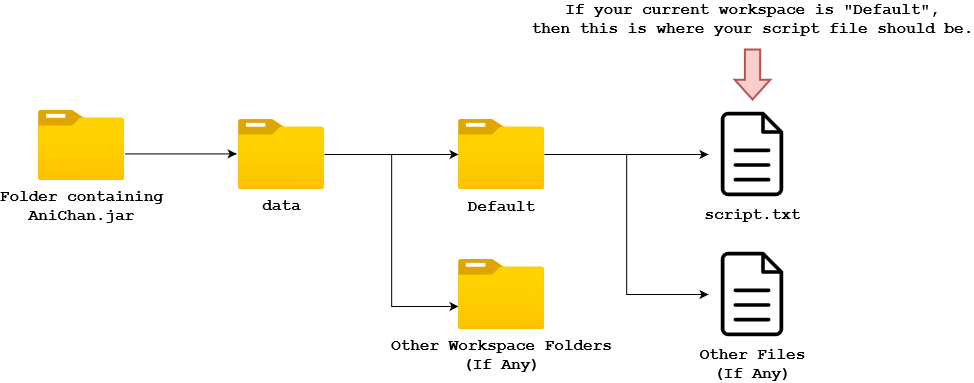 If your current workspace is "Default",
then this is where your script file should be.
Folder containing
AniChan.jar
data
Default
script.txt
Other Workspace Folders
(If Any)
Other Files
(If Any)